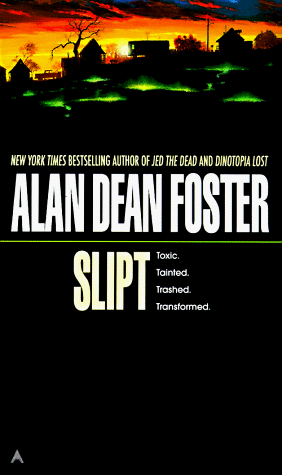 NEW YORK TIMES BESTSELLING AUTHOR OF JED THE DEAD AND DINOTOPIA LOST
ALAN DEAN FOSTER
SLIPT
Toxic.
Tainted.
Trashed.
Transformed.